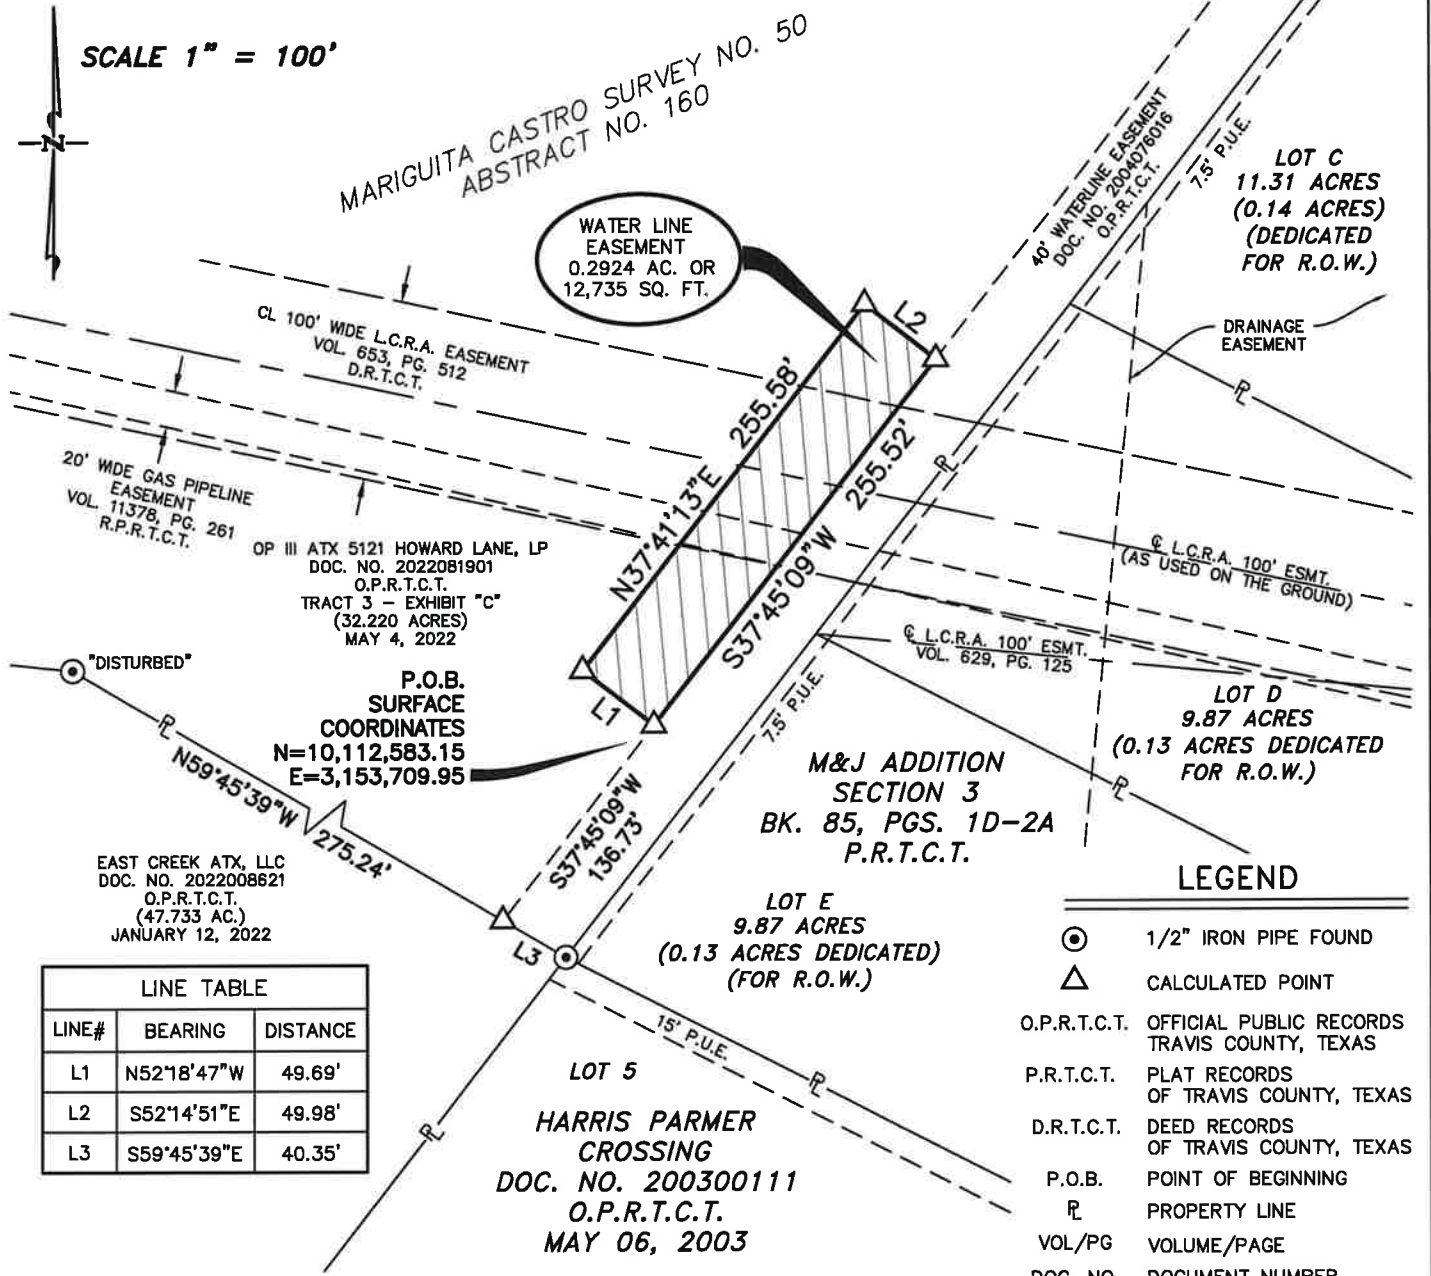 SCALE 1" = 100'
N
MARIGUITA CASTRO SURVEY NO. 50
ABSTRACT NO. 160
WATER LINE
EASEMENT
0.2924 AC. OR
12,735 SQ. FT.
40' WATERLINE EASEMENT
DOC. NO. 2004076016
O.P.R.T.C.T.
7.5' P.U.E.
LOT C
11.31 ACRES
(0.14 ACRES)
(DEDICATED
FOR R.O.W.)
DRAINAGE
EASEMENT
CL 100' WIDE L.C.R.A. EASEMENT
VOL. 653, PG. 512
D.R.T.C.T.
L2
N37°41'13"E 255.58'
S37°45'09"W 255.52'
20' WIDE GAS PIPELINE
EASEMENT
VOL. 11378, PG. 261
R.P.R.T.C.T.
OP III ATX 5121 HOWARD LANE, LP
DOC. NO. 2022081901
O.P.R.T.C.T.
TRACT 3 - EXHIBIT "C"
(32.220 ACRES)
MAY 4, 2022
℄ L.C.R.A. 100' ESMT.
(AS USED ON THE GROUND)
℄ L.C.R.A. 100' ESMT.
VOL. 629, PG. 125
"DISTURBED"
P.O.B.
SURFACE
COORDINATES
N=10,112,583.15
E=3,153,709.95
L1
7.5' P.U.E.
LOT D
9.87 ACRES
(0.13 ACRES DEDICATED
FOR R.O.W.)
N59°45'39"W 275.24'
S37°45'09"W
136.73'
M&J ADDITION
SECTION 3
BK. 85, PGS. 1D-2A
P.R.T.C.T.
EAST CREEK ATX, LLC
DOC. NO. 2022008621
O.P.R.T.C.T.
(47.733 AC.)
JANUARY 12, 2022
L3
LOT E
9.87 ACRES
(0.13 ACRES DEDICATED)
(FOR R.O.W.)
LINE TABLE
LINE# BEARING DISTANCE
L1 N52°18'47"W 49.69'
L2 S52°14'51"E 49.98'
L3 S59°45'39"E 40.35'
15' P.U.E.
LOT 5
HARRIS PARMER
CROSSING
DOC. NO. 200300111
O.P.R.T.C.T.
MAY 06, 2003
LEGEND
1/2" IRON PIPE FOUND
CALCULATED POINT
O.P.R.T.C.T. OFFICIAL PUBLIC RECORDS
TRAVIS COUNTY, TEXAS
P.R.T.C.T. PLAT RECORDS
OF TRAVIS COUNTY, TEXAS
D.R.T.C.T. DEED RECORDS
OF TRAVIS COUNTY, TEXAS
P.O.B. POINT OF BEGINNING
PL PROPERTY LINE
VOL/PG VOLUME/PAGE
DOC. NO. DOCUMENT NUMBER